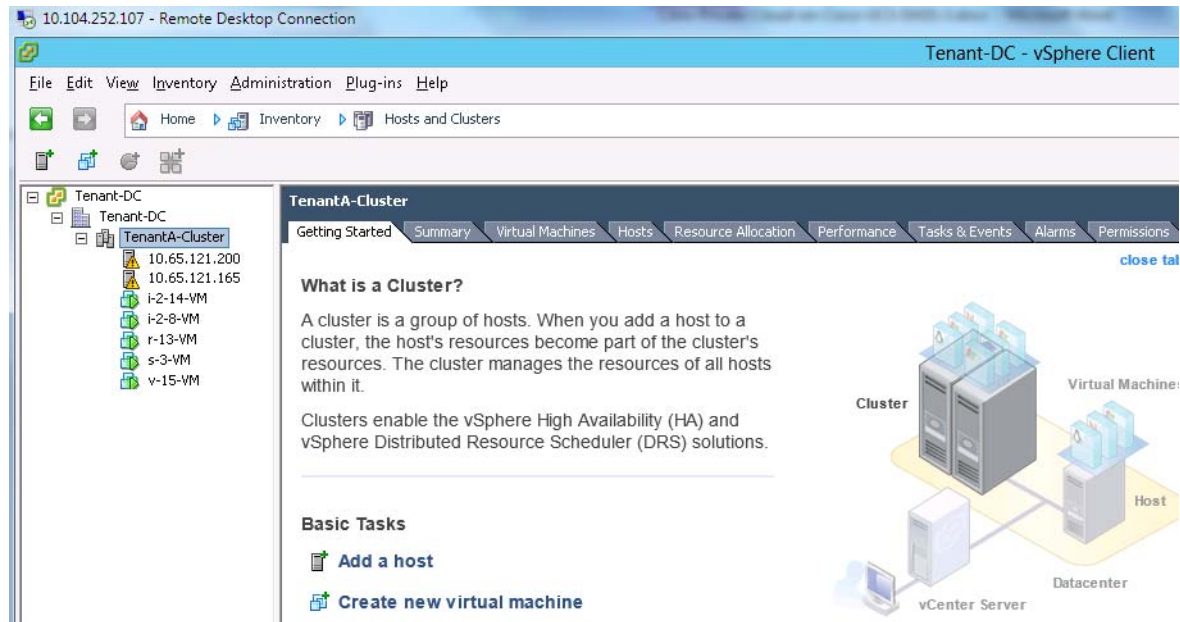 10.104.252.107 - Remote Desktop Connection
Tenant-DC - vSphere Client
File Edit View Inventory Administration Plug-ins Help
Home Inventory Hosts and Clusters
Tenant-DC
Tenant-DC
TenantA-Cluster
10.65.121.200
10.65.121.165
i-2-14-VM
i-2-8-VM
r-13-VM
s-3-VM
v-15-VM
TenantA-Cluster
Getting Started Summary Virtual Machines Hosts Resource Allocation Performance Tasks & Events Alarms Permissions
close tab
What is a Cluster?
A cluster is a group of hosts. When you add a host to a
cluster, the host's resources become part of the cluster's
resources. The cluster manages the resources of all hosts
within it.
Clusters enable the vSphere High Availability (HA) and
vSphere Distributed Resource Scheduler (DRS) solutions.
Basic Tasks
Add a host
Create new virtual machine
Cluster
Virtual Machines
Host
Datacenter
vCenter Server